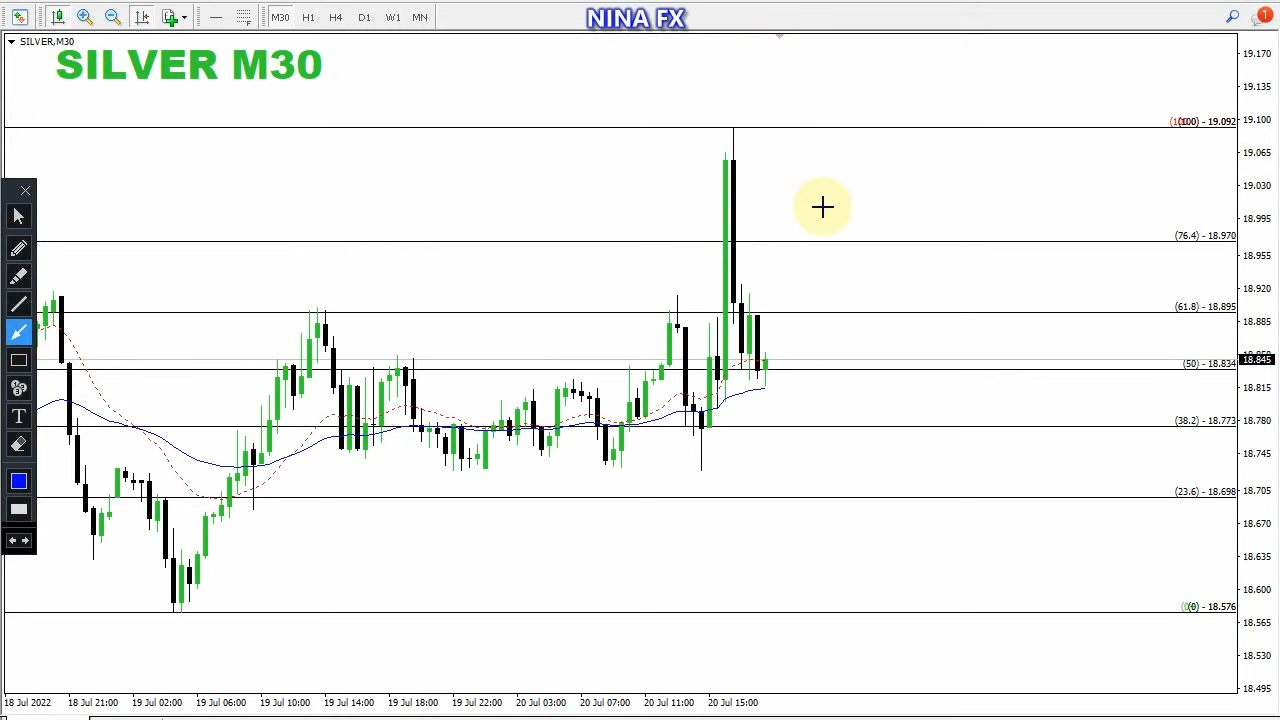 M30 H1 H4 D1 W1 MN
NINA FX
1
SILVER,M30
SILVER M30
19.170
19.135
(100) - 19.092
19.100
19.065
19.030
18.995
(76.4) - 18.970
18.955
18.920
(61.8) - 18.895
18.885
18.845
(50) - 18.834
18.815
(38.2) - 18.773
18.780
18.745
(23.6) - 18.698
18.705
18.670
18.635
18.600
(0) - 18.576
18.565
18.530
18.495
T
18 Jul 2022 18 Jul 21:00 19 Jul 02:00 19 Jul 06:00 19 Jul 10:00 19 Jul 14:00 19 Jul 18:00 19 Jul 22:00 20 Jul 03:00 20 Jul 07:00 20 Jul 11:00 20 Jul 15:00